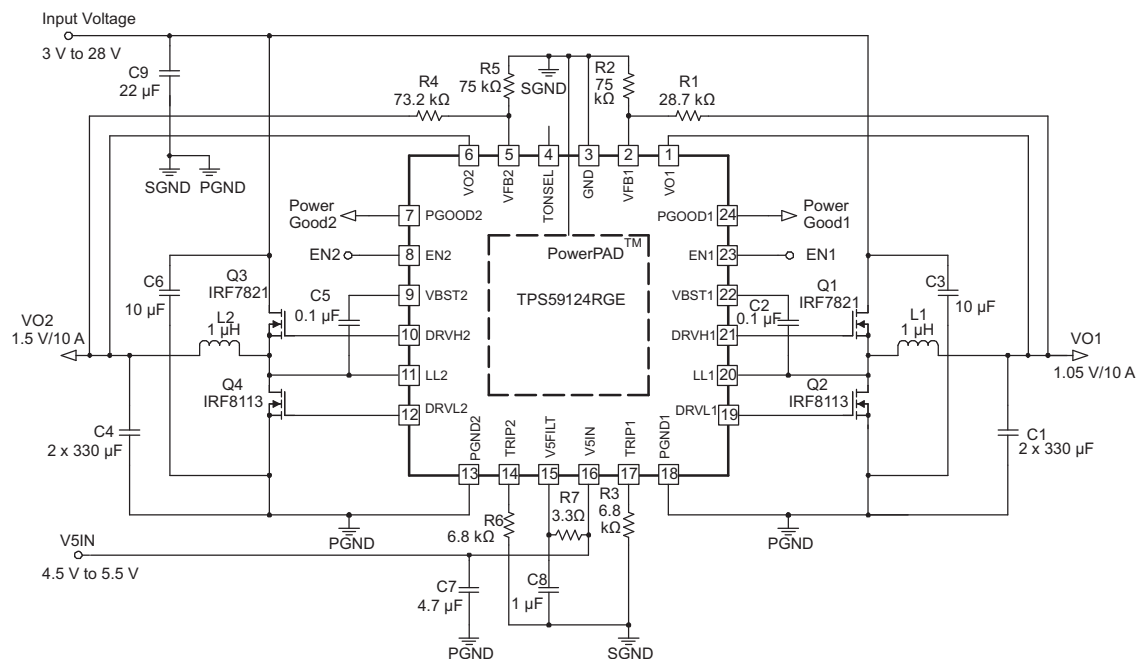 Input Voltage
3 V to 28 V
C9
22 µF
SGND
PGND
R4
73.2 kΩ
R5
75 kΩ
SGND
R2
75
kΩ
R1
28.7 kΩ
6
5
4
3
2
1
VO2
VFB2
TONSEL
GND
VFB1
VO1
Power
Good2
7
PGOOD2
PGOOD1
24
Power
Good1
EN2
8
EN2
EN1
23
EN1
PowerPAD™
TPS59124RGE
C6
10 µF
Q3
IRF7821
C5
0.1 µF
9
VBST2
VBST1
22
C2
0.1 µF
Q1
IRF7821
C3
10 µF
VO2
1.5 V/10 A
L2
1 µH
10
DRVH2
DRVH1
21
L1
1 µH
VO1
1.05 V/10 A
11
LL2
LL1
20
Q4
IRF8113
12
DRVL2
DRVL1
19
Q2
IRF8113
C4
2 x 330 µF
C1
2 x 330 µF
PGND2
TRIP2
V5FILT
V5IN
TRIP1
PGND1
13
14
15
16
17
18
R7
3.3Ω
R3
6.8
kΩ
R6
6.8 kΩ
PGND
PGND
V5IN
4.5 V to 5.5 V
C7
4.7 µF
C8
1 µF
PGND
SGND